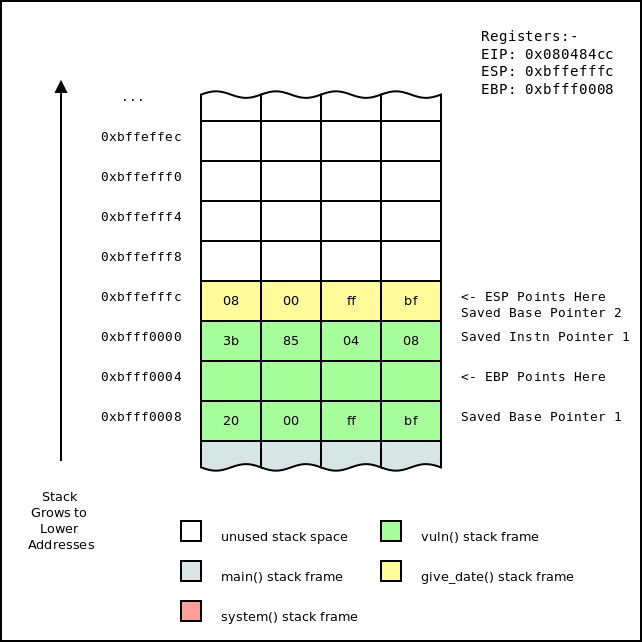 Registers:-
EIP: 0x080484cc
ESP: 0xbffefffc
EBP: 0xbfff0008
...
0xbffeffec
0xbffefff0
0xbffefff4
0xbffefff8
0xbffefffc 08 00 ff bf <- ESP Points Here
Saved Base Pointer 2
0xbfff0000 3b 85 04 08 Saved Instn Pointer 1
0xbfff0004 <- EBP Points Here
0xbfff0008 20 00 ff bf Saved Base Pointer 1
Stack
Grows to
Lower
Addresses
unused stack space vuln() stack frame
main() stack frame give_date() stack frame
system() stack frame